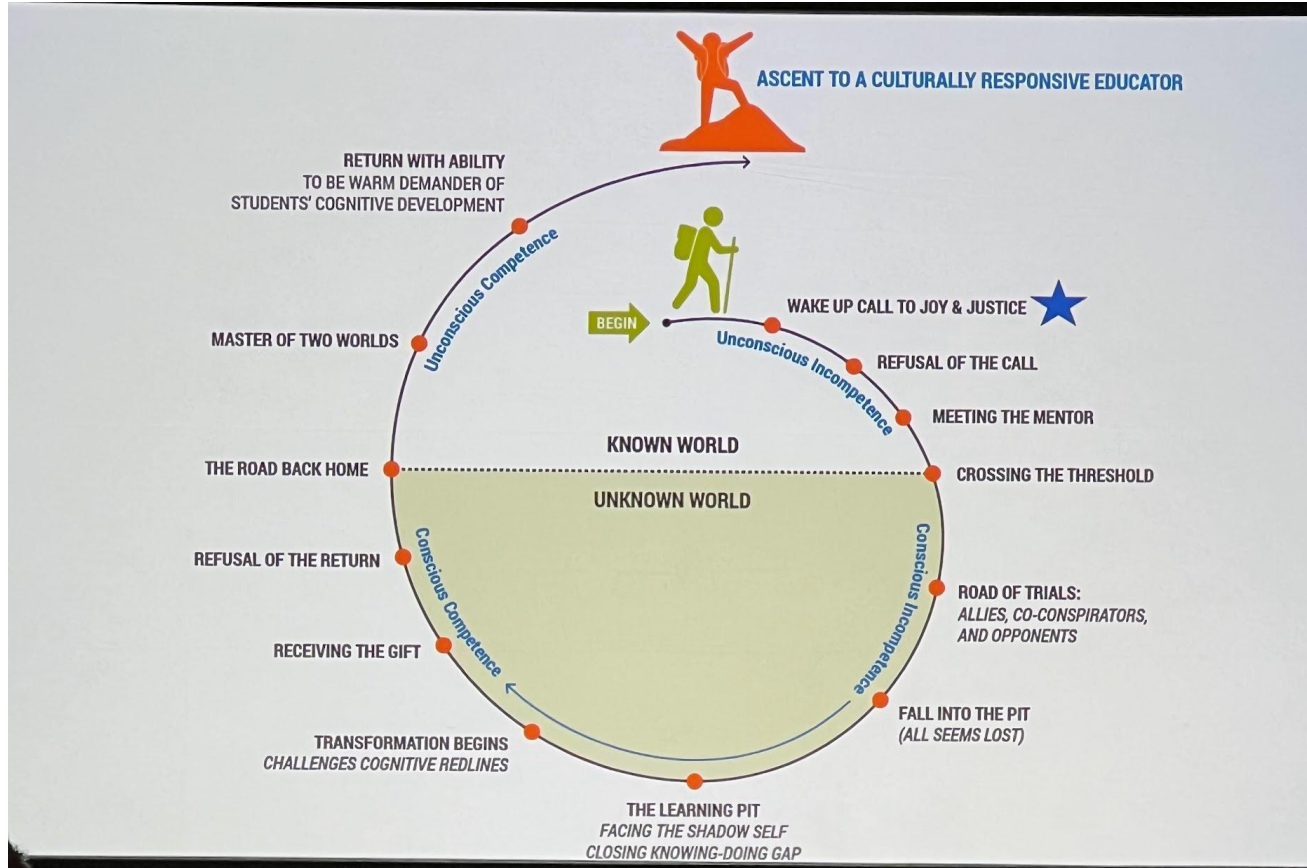 ASCENT TO A CULTURALLY RESPONSIVE EDUCATOR
RETURN WITH ABILITY
TO BE WARM DEMANDER OF
STUDENTS' COGNITIVE DEVELOPMENT
Unconscious Competence
MASTER OF TWO WORLDS
BEGIN
WAKE UP CALL TO JOY & JUSTICE
Unconscious Incompetence
REFUSAL OF THE CALL
MEETING THE MENTOR
KNOWN WORLD
THE ROAD BACK HOME
CROSSING THE THRESHOLD
UNKNOWN WORLD
Conscious Competence
Conscious Incompetence
REFUSAL OF THE RETURN
ROAD OF TRIALS:
ALLIES, CO-CONSPIRATORS,
AND OPPONENTS
RECEIVING THE GIFT
FALL INTO THE PIT
(ALL SEEMS LOST)
TRANSFORMATION BEGINS
CHALLENGES COGNITIVE REDLINES
THE LEARNING PIT
FACING THE SHADOW SELF
CLOSING KNOWING-DOING GAP